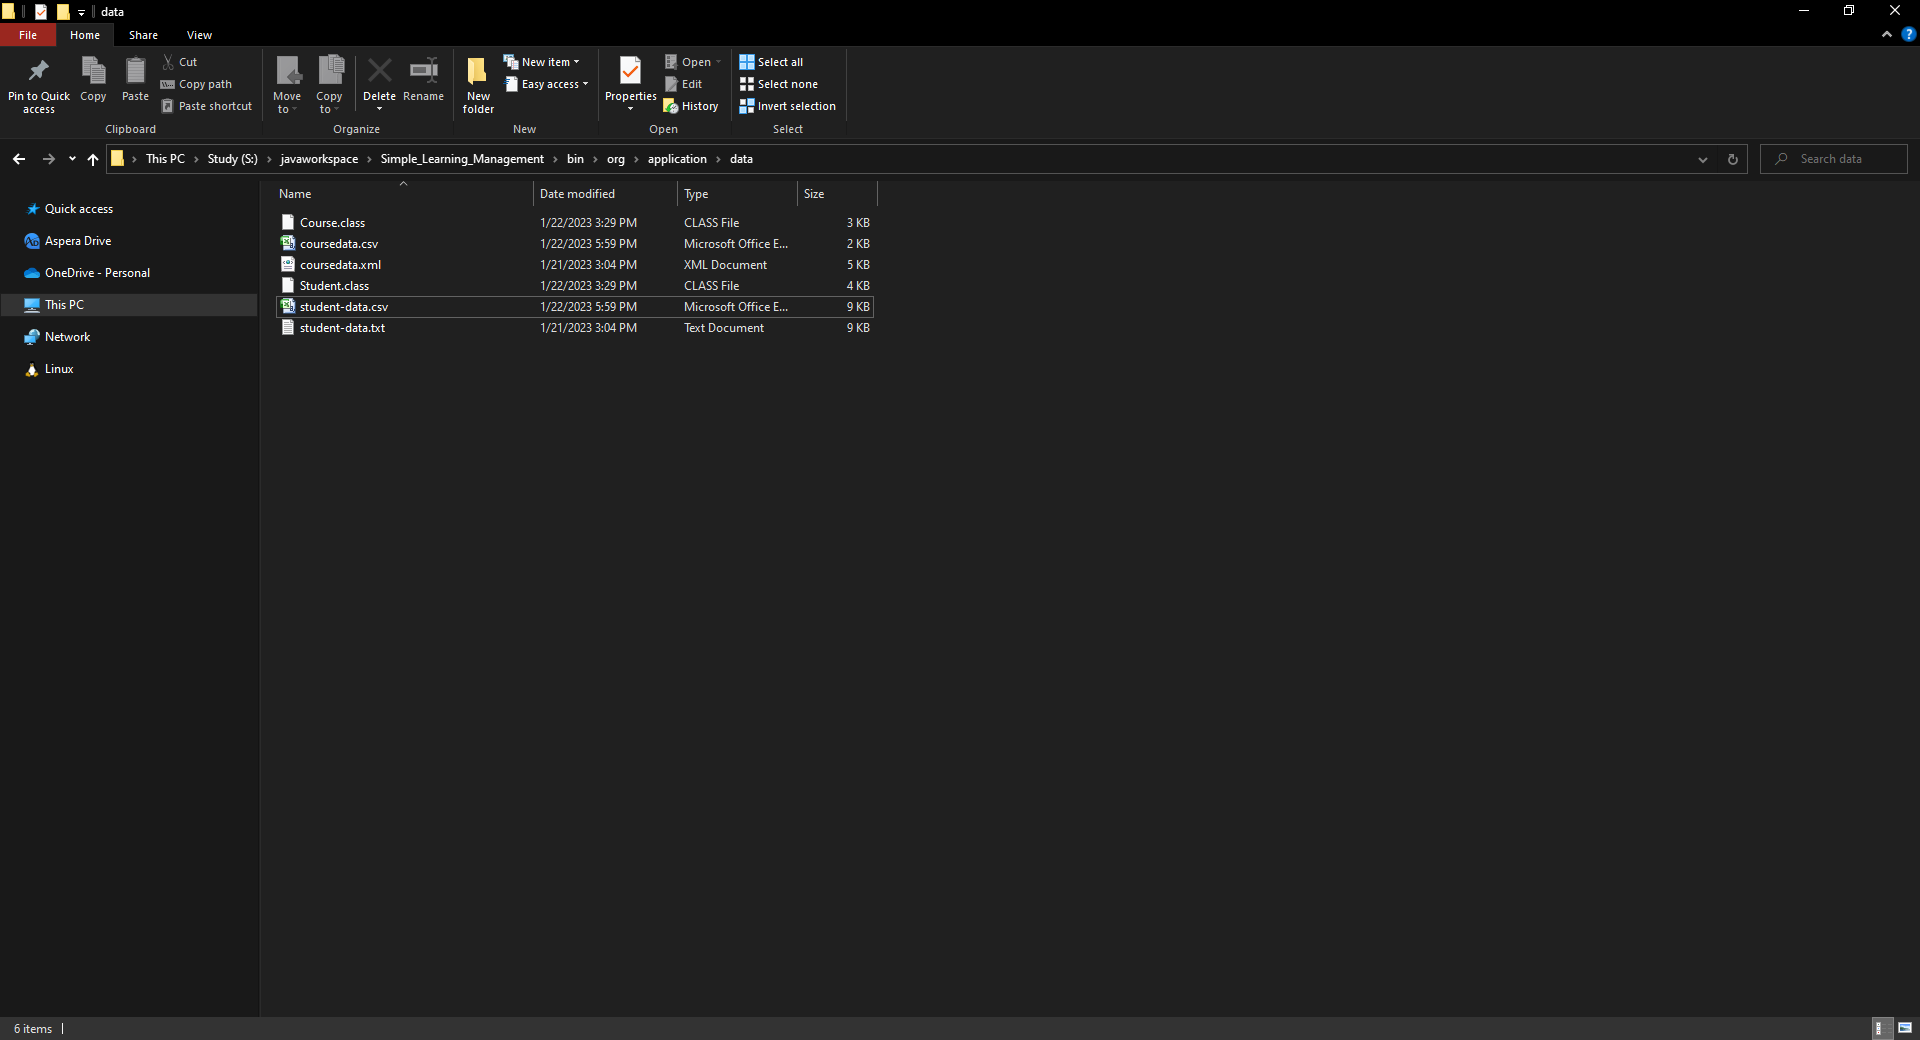 data
File Home Share View
Pin to Quick access
Copy
Paste
Cut
Copy path
Paste shortcut
Clipboard
Move to
Copy to
Delete
Rename
Organize
New folder
New item
Easy access
New
Properties
Open
Edit
History
Open
Select all
Select none
Invert selection
Select
This PC › Study (S:) › javaworkspace › Simple_Learning_Management › bin › org › application › data
Search data
Quick access
Aspera Drive
OneDrive - Personal
This PC
Network
Linux
Name Date modified Type Size
Course.class 1/22/2023 3:29 PM CLASS File 3 KB
coursedata.csv 1/22/2023 5:59 PM Microsoft Office E... 2 KB
coursedata.xml 1/21/2023 3:04 PM XML Document 5 KB
Student.class 1/22/2023 3:29 PM CLASS File 4 KB
student-data.csv 1/22/2023 5:59 PM Microsoft Office E... 9 KB
student-data.txt 1/21/2023 3:04 PM Text Document 9 KB
6 items